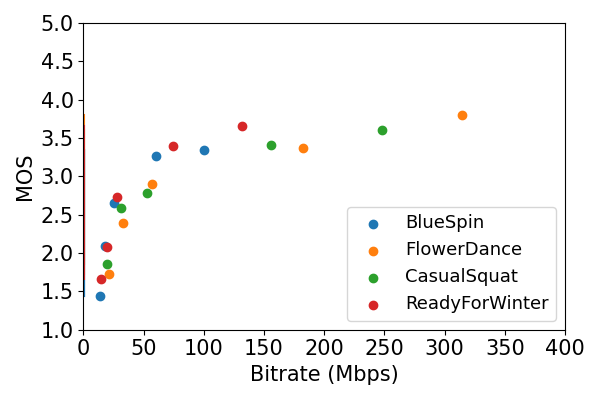 5.0
4.5
4.0
3.5
3.0
2.5
2.0
1.5
1.0
MOS
BlueSpin
FlowerDance
CasualSquat
ReadyForWinter
0 50 100 150 200 250 300 350 400
Bitrate (Mbps)